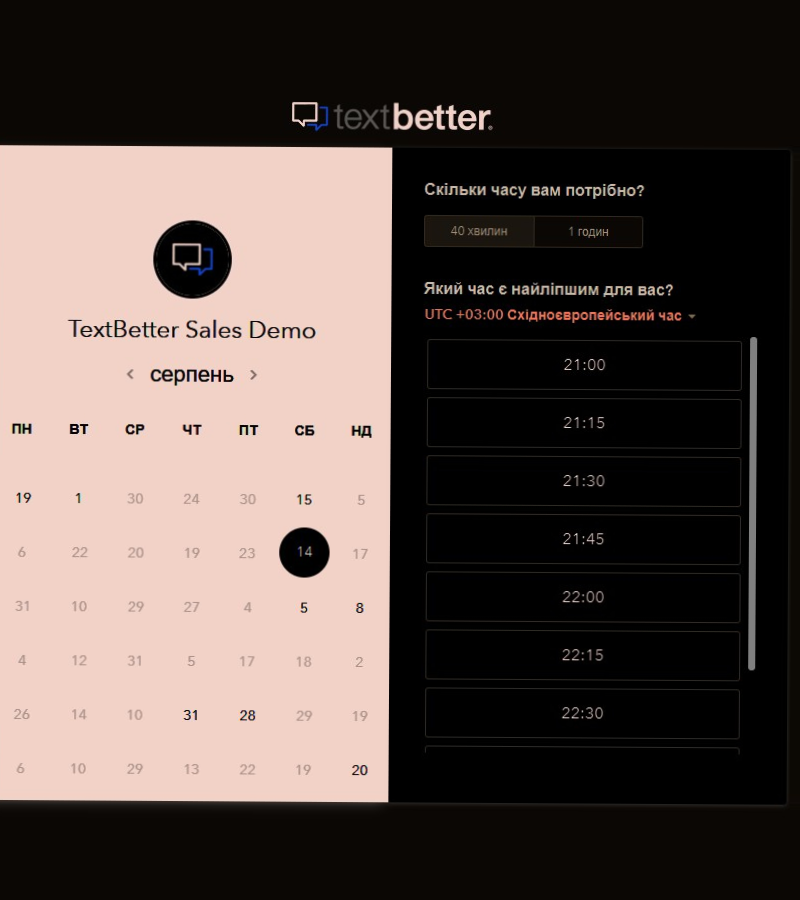 textbetter.
TextBetter Sales Demo
серпень
ПН ВТ СР ЧТ ПТ СБ НД
19 1 30 24 30 15 5
6 22 20 19 23 14 17
31 10 29 27 4 5 8
4 12 31 5 17 18 2
26 14 10 31 28 29 19
6 10 29 13 22 19 20
Скільки часу вам потрібно?
40 хвилин 1 годин
Який час є найліпшим для вас?
UTC +03:00 Східноєвропейський час
21:00
21:15
21:30
21:45
22:00
22:15
22:30